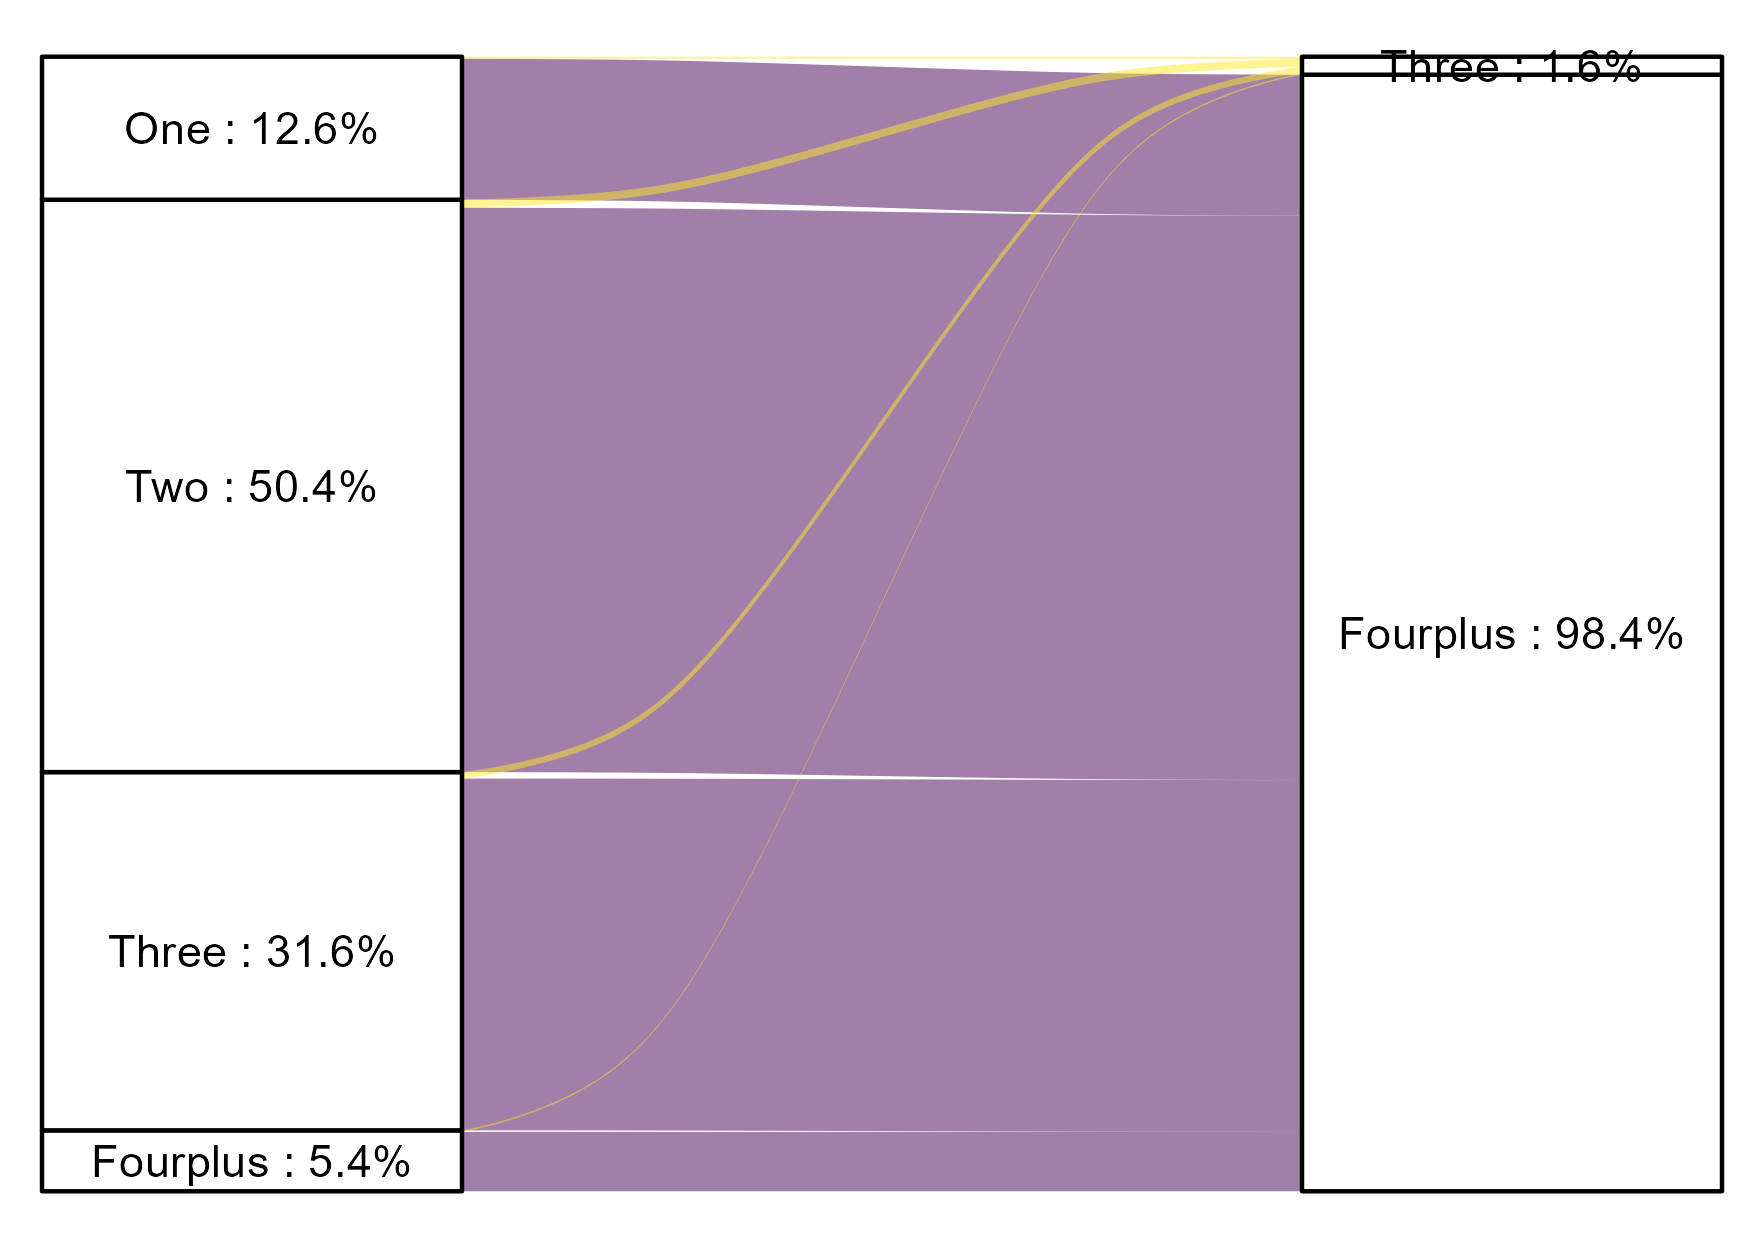 One : 12.6%
Two : 50.4%
Three : 31.6%
Fourplus : 5.4%
Three : 1.6%
Fourplus : 98.4%